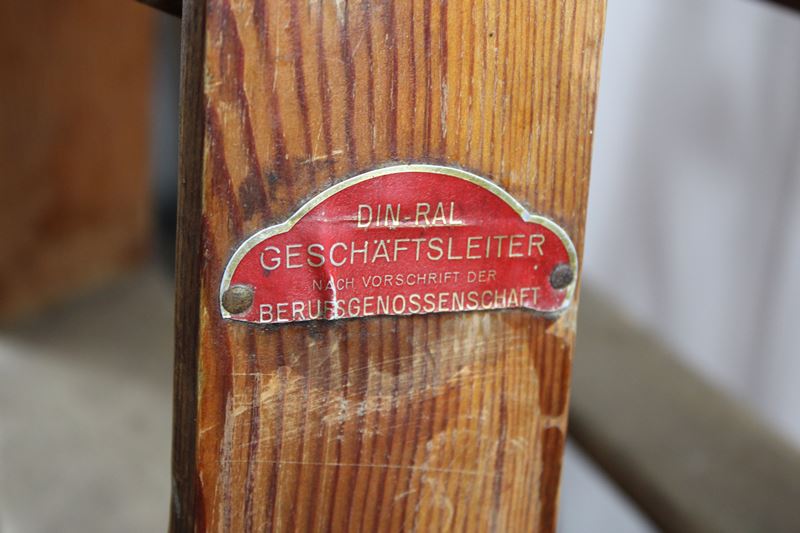 DIN-RAL
GESCHÄFTSLEITER
NACH VORSCHRIFT DER
BERUFSGENOSSENSCHAFT